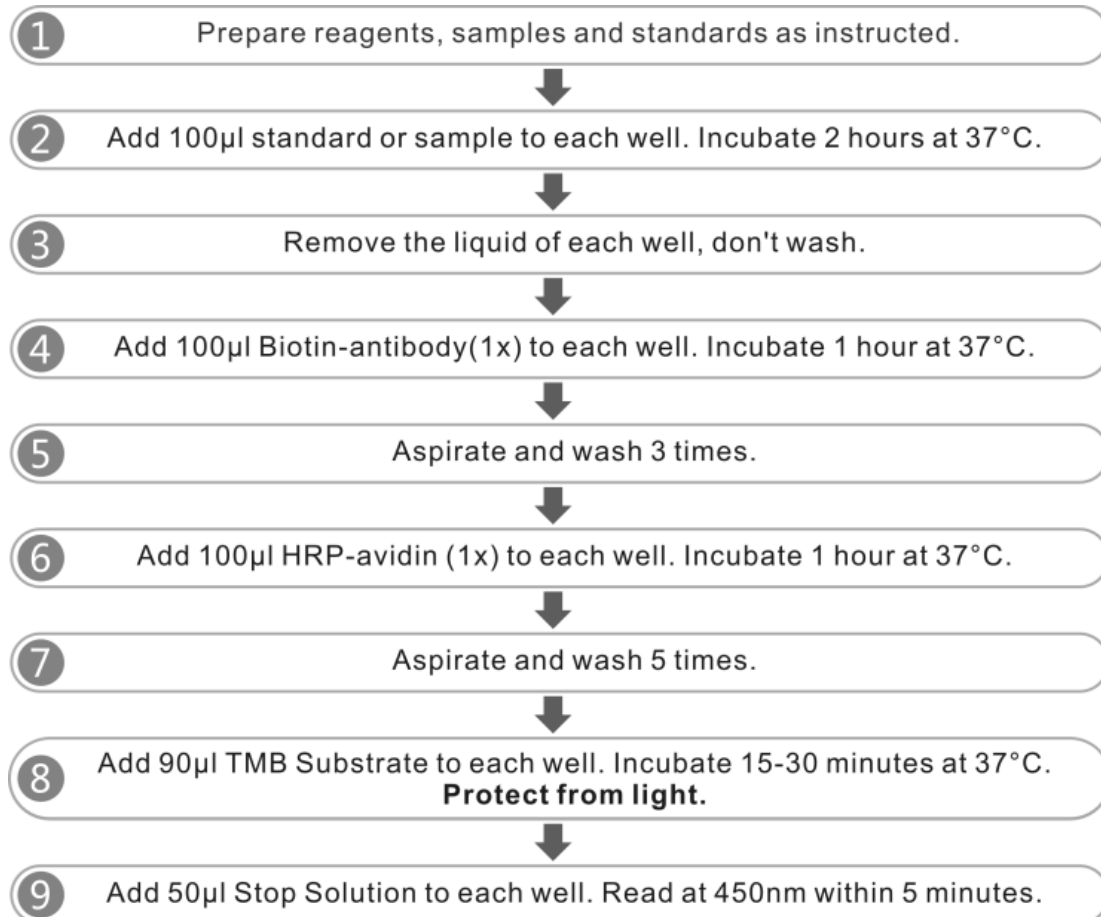 1 Prepare reagents, samples and standards as instructed.
2 Add 100µl standard or sample to each well. Incubate 2 hours at 37°C.
3 Remove the liquid of each well, don't wash.
4 Add 100µl Biotin-antibody(1x) to each well. Incubate 1 hour at 37°C.
5 Aspirate and wash 3 times.
6 Add 100µl HRP-avidin (1x) to each well. Incubate 1 hour at 37°C.
7 Aspirate and wash 5 times.
8 Add 90µl TMB Substrate to each well. Incubate 15-30 minutes at 37°C.
Protect from light.
9 Add 50µl Stop Solution to each well. Read at 450nm within 5 minutes.